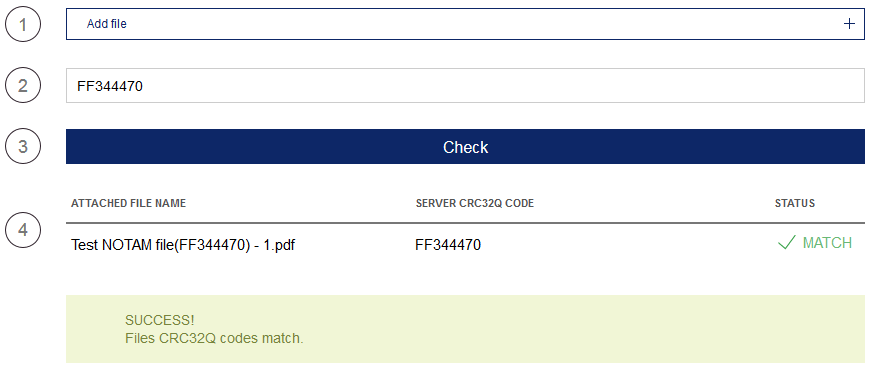 1
Add file +
2
FF344470
3
Check
ATTACHED FILE NAME SERVER CRC32Q CODE STATUS
4
Test NOTAM file(FF344470) - 1.pdf FF344470 MATCH
SUCCESS!
Files CRC32Q codes match.